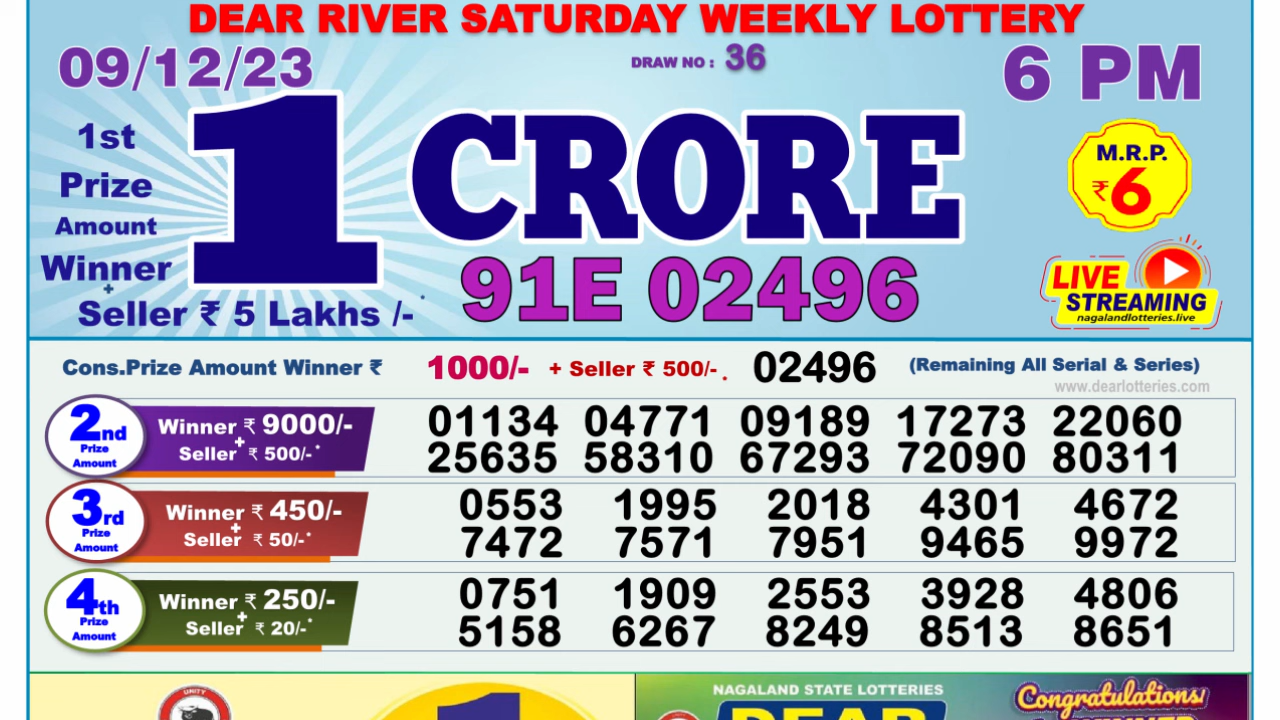 DEAR RIVER SATURDAY WEEKLY LOTTERY
09/12/23
DRAW NO : 36
6 PM
1st
Prize
Amount
Winner
+
Seller ₹ 5 Lakhs /-
1 CRORE
91E 02496
M.R.P.
₹6
LIVE
STREAMING
nagalandlotteries.live
Cons.Prize Amount Winner ₹ 1000/- + Seller ₹ 500/- . 02496 (Remaining All Serial & Series)
www.dearlotteries.com
2nd
Prize
Amount
Winner ₹ 9000/-
+
Seller ₹ 500/-*
01134 04771 09189 17273 22060
25635 58310 67293 72090 80311
3rd
Prize
Amount
Winner ₹ 450/-
+
Seller ₹ 50/-*
0553 1995 2018 4301 4672
7472 7571 7951 9465 9972
4th
Prize
Amount
Winner ₹ 250/-
+
Seller ₹ 20/-*
0751 1909 2553 3928 4806
5158 6267 8249 8513 8651
UNITY
1
NAGALAND STATE LOTTERIES
DEAR
Congratulations!